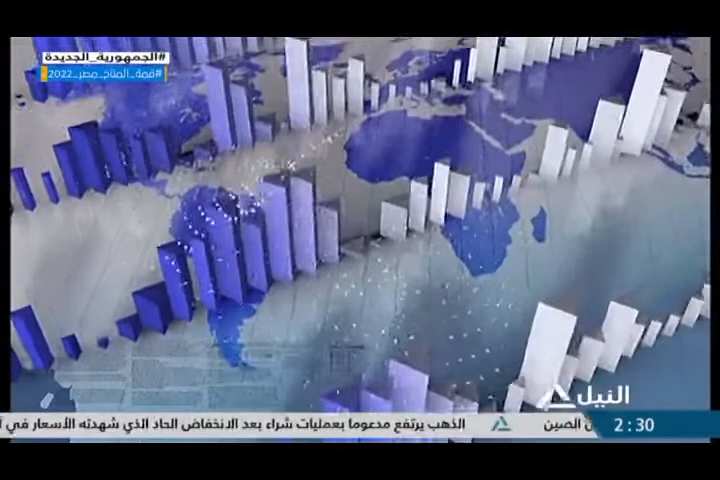 #الجمهورية_الجديدة
#قمة_المناخ_مصر_2022
النيل
الذهب يرتفع مدعوما بعمليات شراء بعد الانخفاض الحاد الذي شهدته الأسعار في
الصين
2:30